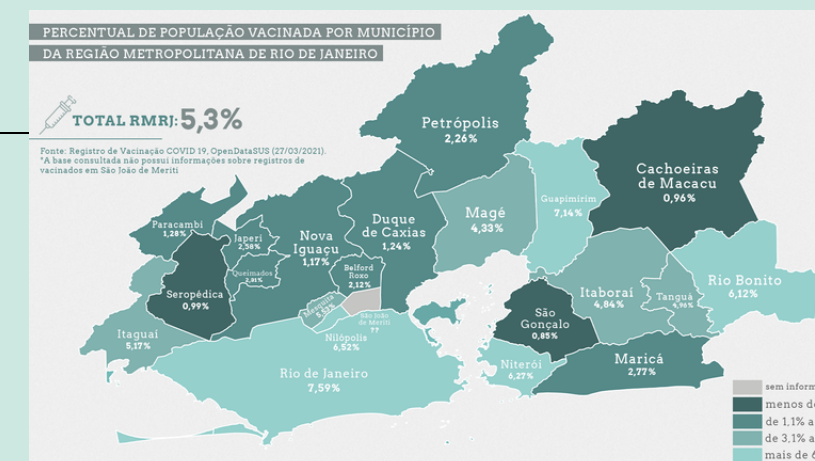 PERCENTUAL DE POPULAÇÃO VACINADA POR MUNICÍPIO
DA REGIÃO METROPOLITANA DE RIO DE JANEIRO
TOTAL RMRJ: 5,3%
Fonte: Registro de Vacinação COVID 19, OpenDataSUS (27/03/2021).
*A base consultada não possui informações sobre registros de
vacinados em São João de Meriti
Petrópolis
2,26%
Cachoeiras
de Macacu
0,96%
Guapimirim
7,14%
Magé
4,33%
Duque
de Caxias
1,24%
Paracambi
1,28%
Japeri
2,58%
Nova
Iguaçu
1,17%
Queimados
Belford
Roxo
2,12%
Seropédica
0,99%
Mesquita
São João
de Meriti
??
Nilópolis
6,52%
Itaguaí
5,17%
Rio de Janeiro
7,59%
Itaboraí
4,84%
Tanguá
4,96%
Rio Bonito
6,12%
São
Gonçalo
0,85%
Niterói
6,27%
Maricá
2,77%
sem inform
menos de
de 1,1% a
de 3,1% a
mais de 6